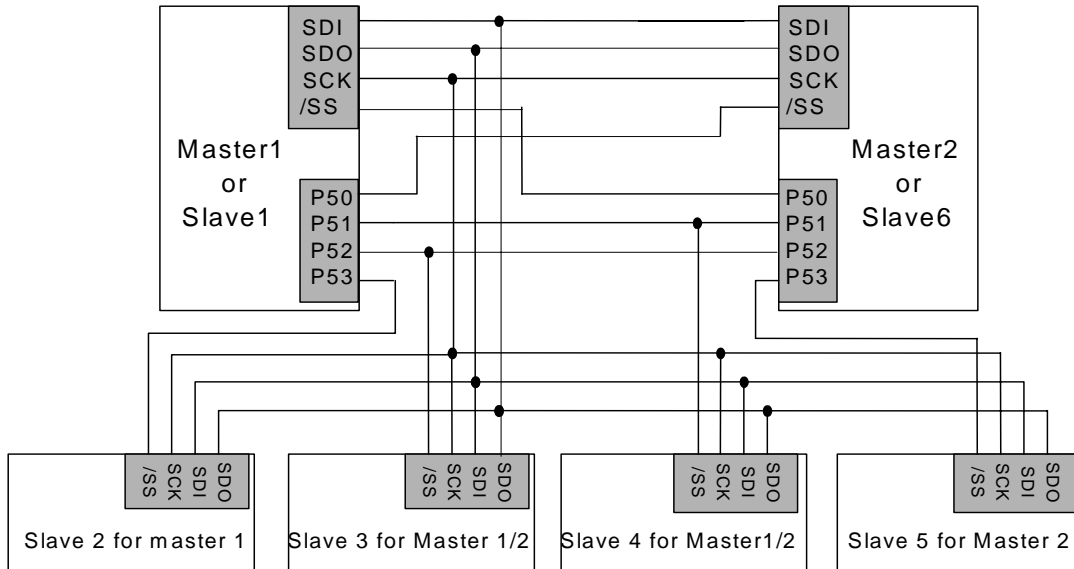 SDI
SDO
SCK
/SS
Master1
or
Slave1
P50
P51
P52
P53
SDI
SDO
SCK
/SS
Master2
or
Slave6
P50
P51
P52
P53
/SS
SCK
SDI
SDO
Slave 2 for master 1
/SS
SCK
SDI
SDO
Slave 3 for Master 1/2
/SS
SCK
SDI
SDO
Slave 4 for Master1/2
/SS
SCK
SDI
SDO
Slave 5 for Master 2